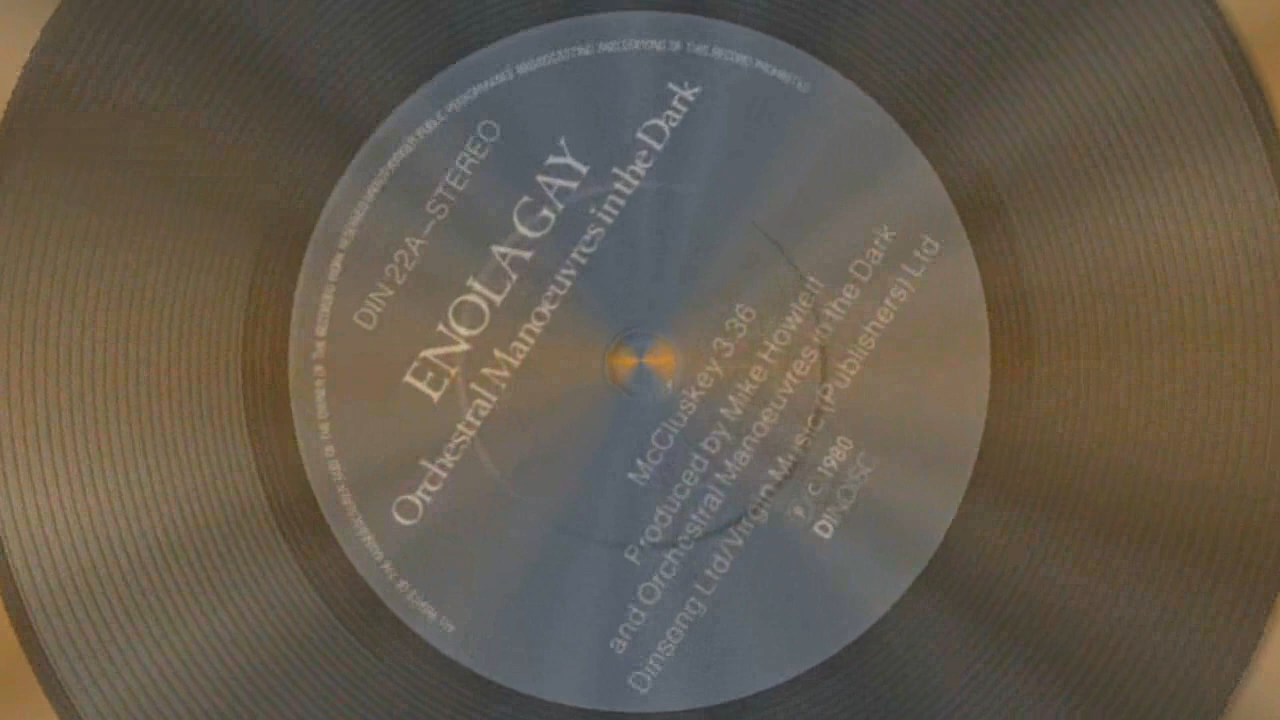 DIN 22A – STEREO
ENOLA GAY
Orchestral Manoeuvres in the Dark
McCluskey 3.36
Produced by Mike Howlett
and Orchestral Manoeuvres in the Dark
Dinsong Ltd/Virgin Music (Publishers) Ltd
℗ © 1980
DINDISC